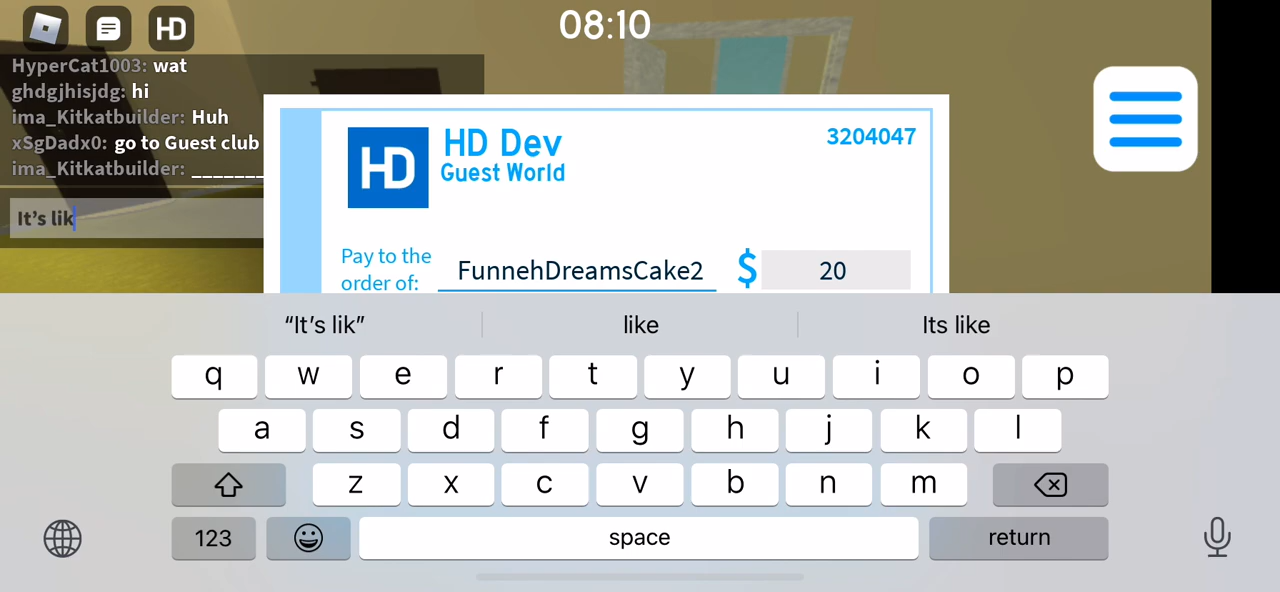 HD
08:10
HyperCat1003: wat
ghdgjhisjdg: hi
ima_Kitkatbuilder: Huh
xSgDadx0: go to Guest club
ima_Kitkatbuilder: _______
It’s lik
HD
HD Dev
Guest World
3204047
Pay to the
order of:
FunnehDreamsCake2
$ 20
“It’s lik” like Its like
q w e r t y u i o p
a s d f g h j k l
z x c v b n m
123 space return